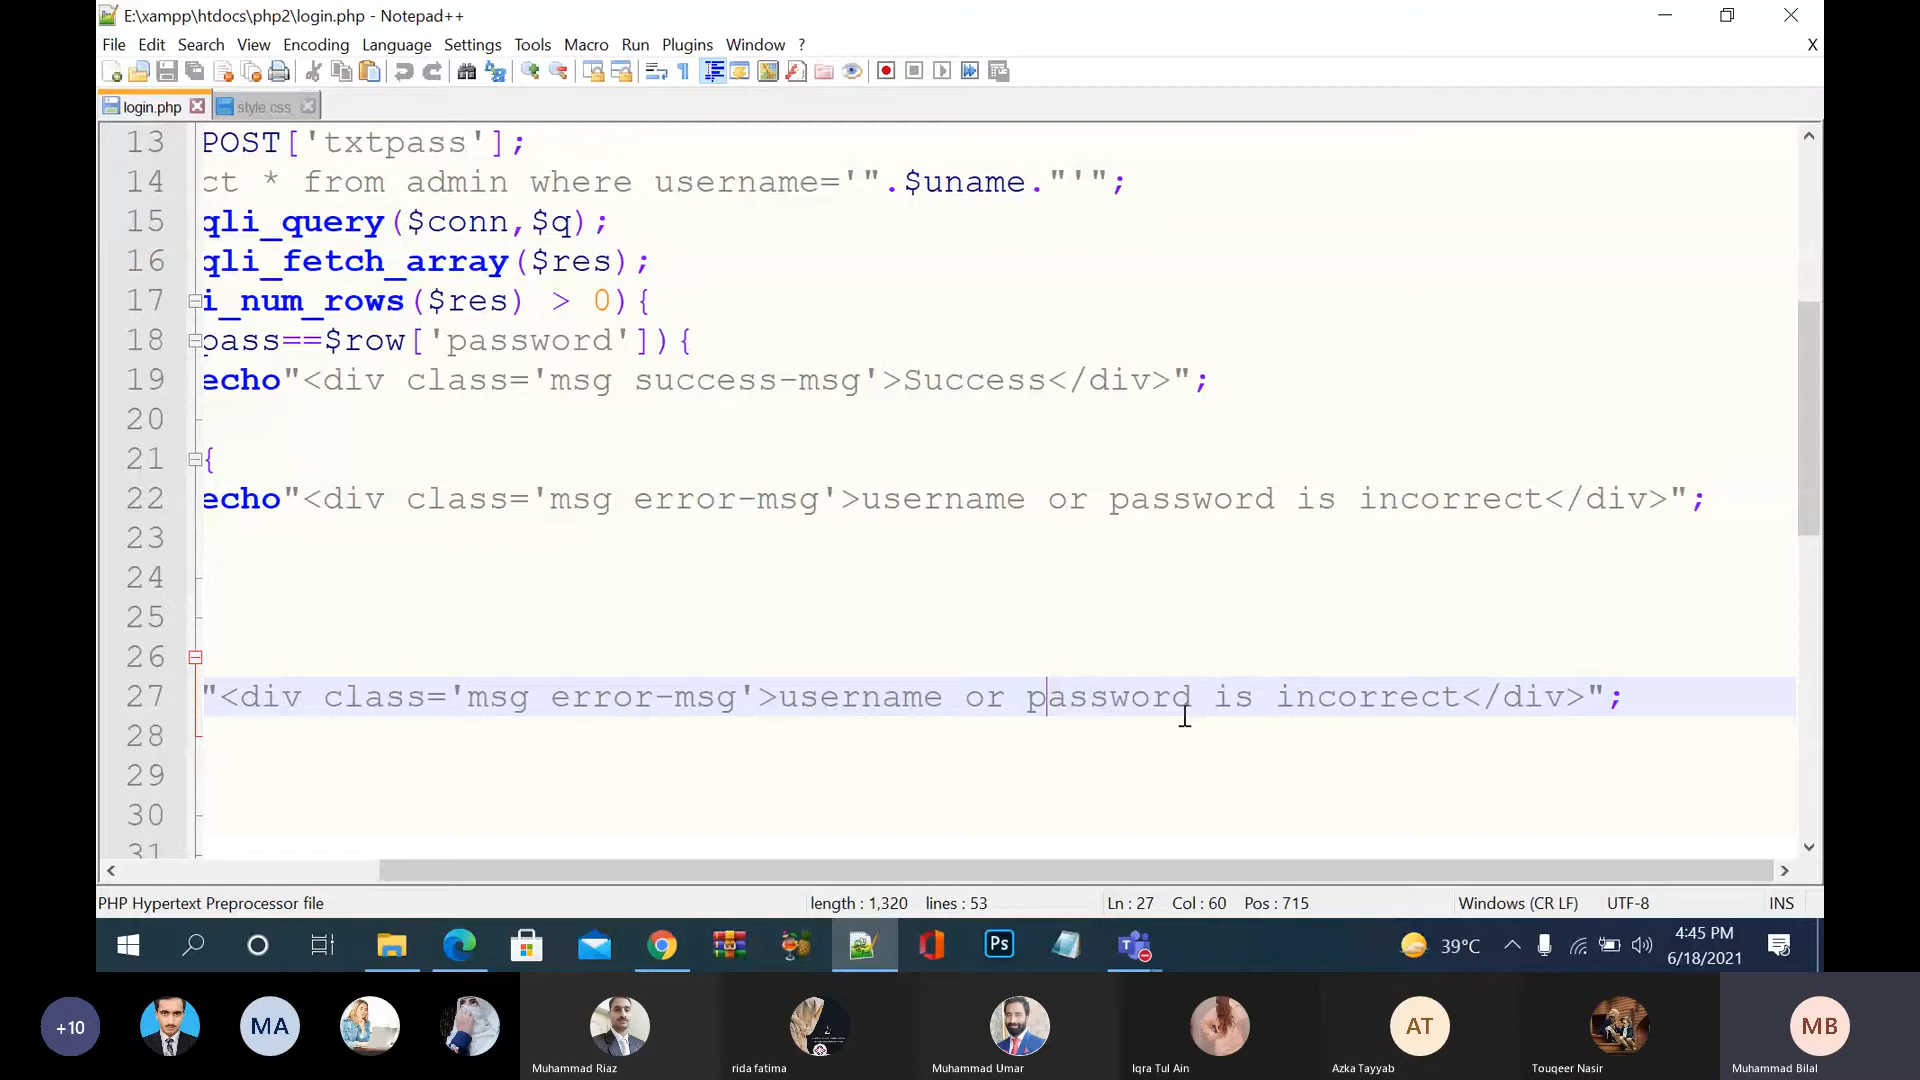 E:\xampp\htdocs\php2\login.php - Notepad++
File Edit Search View Encoding Language Settings Tools Macro Run Plugins Window ? X
login.php style.css
13 POST['txtpass'];
14 ct * from admin where username='".$uname."'";
15 qli_query($conn,$q);
16 qli_fetch_array($res);
17 i_num_rows($res) > 0){
18 pass==$row['password']){
19 echo"<div class='msg success-msg'>Success</div>";
20
21 {
22 echo"<div class='msg error-msg'>username or password is incorrect</div>";
23
24
25
26
27 "<div class='msg error-msg'>username or password is incorrect</div>";
28
29
30
31
PHP Hypertext Preprocessor file length : 1,320 lines : 53 Ln : 27 Col : 60 Pos : 715 Windows (CR LF) UTF-8 INS
Ps 39°C 4:45 PM
6/18/2021
+10 MA AT MB
Muhammad Riaz rida fatima Muhammad Umar Iqra Tul Ain Azka Tayyab Touqeer Nasir Muhammad Bilal